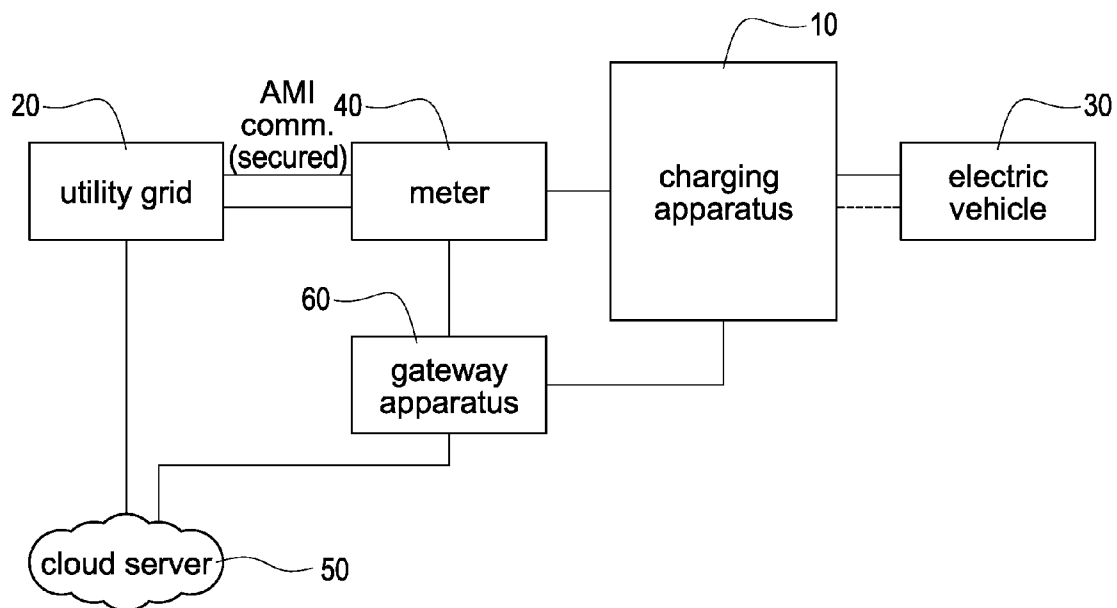 10
20
AMI
comm.
(secured)
40
30
utility grid
meter
charging
apparatus
electric
vehicle
60
gateway
apparatus
cloud server
50